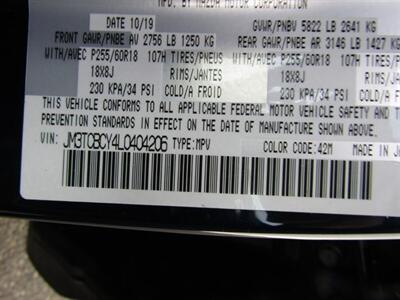 BY MAZDA MOTOR CORPORATION
DATE 10/19 GVWR/PNBV 5822 LB 2641 KG
FRONT GAWR/PNBE AV 2756 LB 1250 KG REAR GAWR/PNBE AR 3146 LB 1427 KG
WITH/AVEC P255/60R18 107H TIRES/PNEUS WITH/AVEC P255/60R18 107H TIRES/
18X8J RIMS/JANTES 18X8J RIMS/
230 KPA/34 PSI COLD/A FROID 230 KPA/34 PSI
THIS VEHICLE CONFORMS TO ALL APPLICABLE FEDERAL MOTOR VEHICLE SAFETY
PREVENTION STANDARDS IN EFFECT ON THE DATE OF MANUFACTURE SHOWN
VIN: JM3TCBCY4L0404206 TYPE:MPV COLOR CODE:42M MADE IN